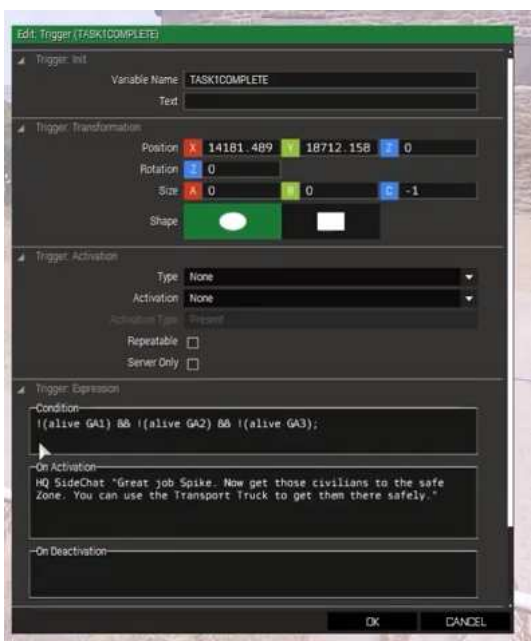 Edit: Trigger (TASK1COMPLETE)
Trigger: Init
Variable Name TASK1COMPLETE
Text
Trigger: Transformation
Position X 14181.489 Y 18712.158 Z 0
Rotation Z 0
Size A 0 B 0 C -1
Shape
Trigger: Activation
Type None
Activation None
Activation Type Present
Repeatable
Server Only
Trigger: Expression
Condition
!(alive GA1) && !(alive GA2) && !(alive GA3);
On Activation
HQ SideChat "Great job Spike. Now get those civilians to the safe
Zone. You can use the Transport Truck to get them there safely."
On Deactivation
OK CANCEL